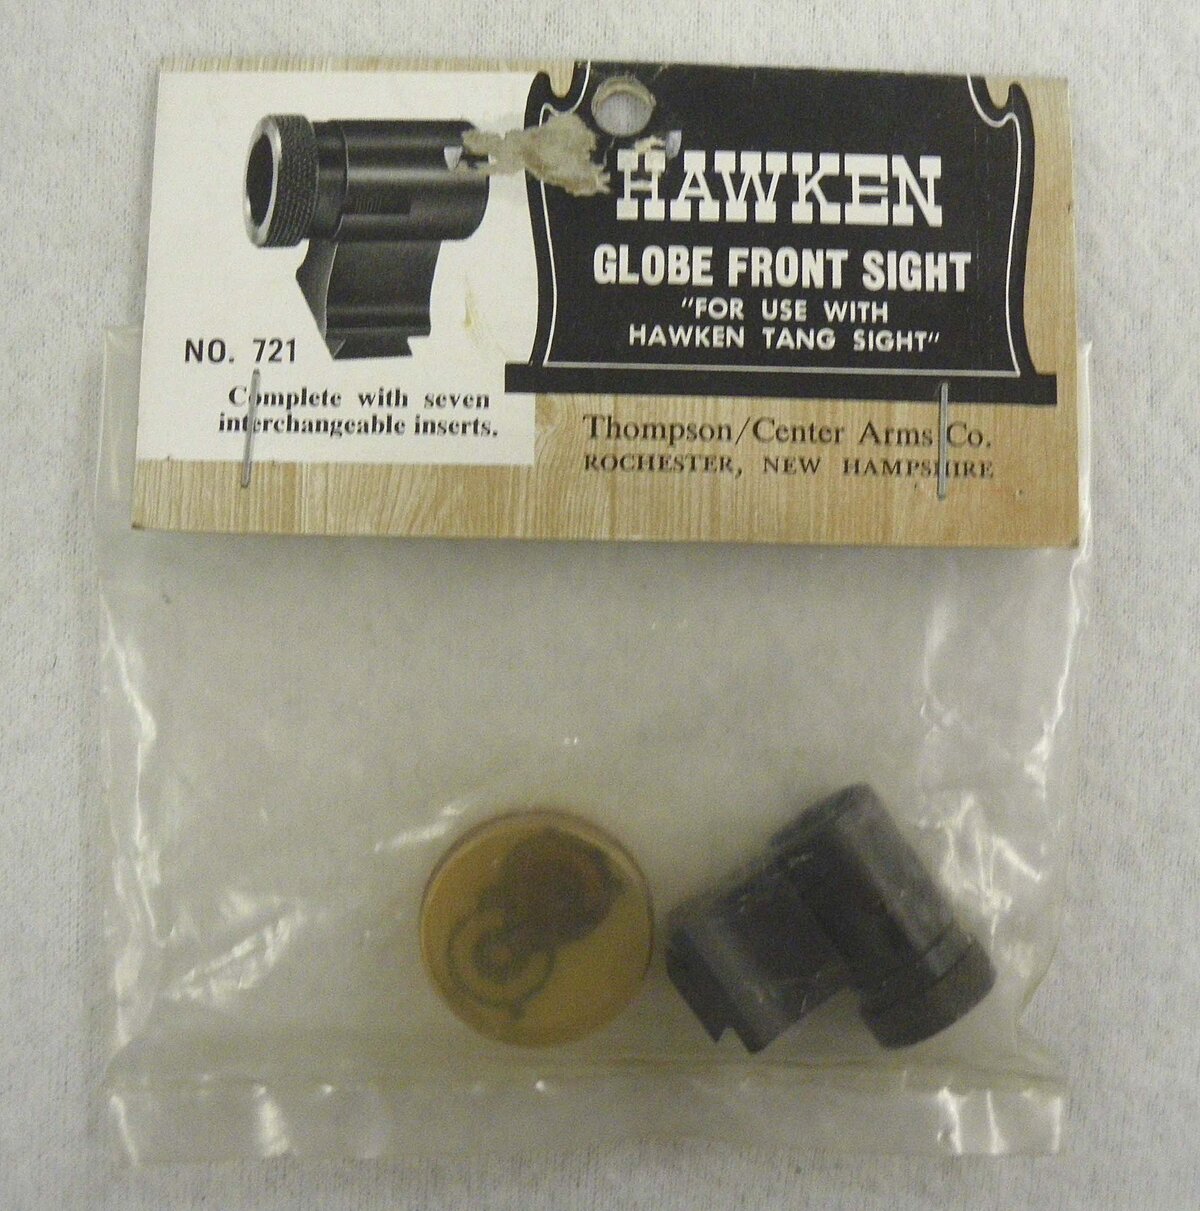 HAWKEN
GLOBE FRONT SIGHT
"FOR USE WITH
HAWKEN TANG SIGHT"
NO. 721
Complete with seven
interchangeable inserts.
Thompson/Center Arms Co.
ROCHESTER, NEW HAMPSHIRE